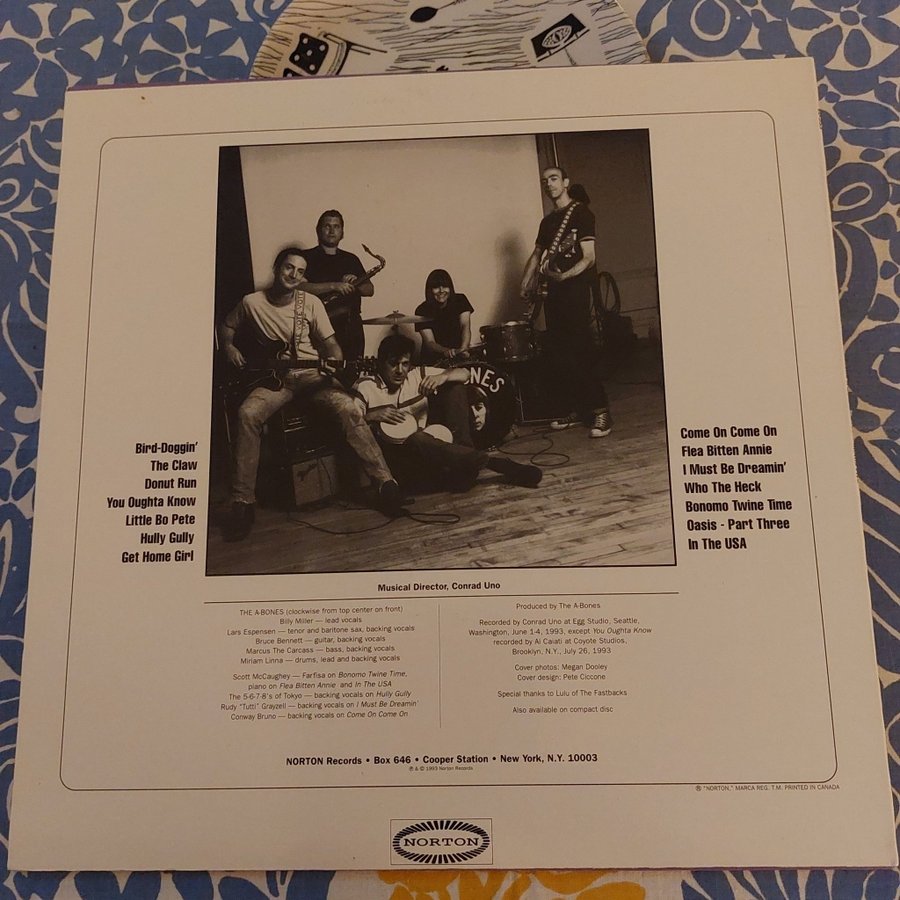 NES
Bird-Doggin'
The Claw
Donut Run
You Oughta Know
Little Bo Pete
Hully Gully
Get Home Girl
Come On Come On
Flea Bitten Annie
I Must Be Dreamin'
Who The Heck
Bonomo Twine Time
Oasis - Part Three
In The USA
Musical Director, Conrad Uno
THE A-BONES (clockwise from top center on front)
Billy Miller — lead vocals
Lars Espensen — tenor and baritone sax, backing vocals
Bruce Bennett — guitar, backing vocals
Marcus The Carcass — bass, backing vocals
Miriam Linna — drums, lead and backing vocals
Scott McCaughey — Farfisa on Bonomo Twine Time,
piano on Flea Bitten Annie and In The USA
The 5-6-7-8's of Tokyo — backing vocals on Hully Gully
Rudy "Tutti" Grayzell — backing vocals on I Must Be Dreamin'
Conway Bruno — backing vocals on Come On Come On
Produced by The A-Bones
Recorded by Conrad Uno at Egg Studio, Seattle,
Washington, June 1-4, 1993, except You Oughta Know
recorded by Al Caiati at Coyote Studios,
Brooklyn, N.Y., July 26, 1993
Cover photos: Megan Dooley
Cover design: Pete Ciccone
Special thanks to Lulu of The Fastbacks
Also available on compact disc
NORTON Records • Box 646 • Cooper Station • New York, N.Y. 10003
℗ & © 1993 Norton Records
® "NORTON," MARCA REG. T.M. PRINTED IN CANADA
NORTON